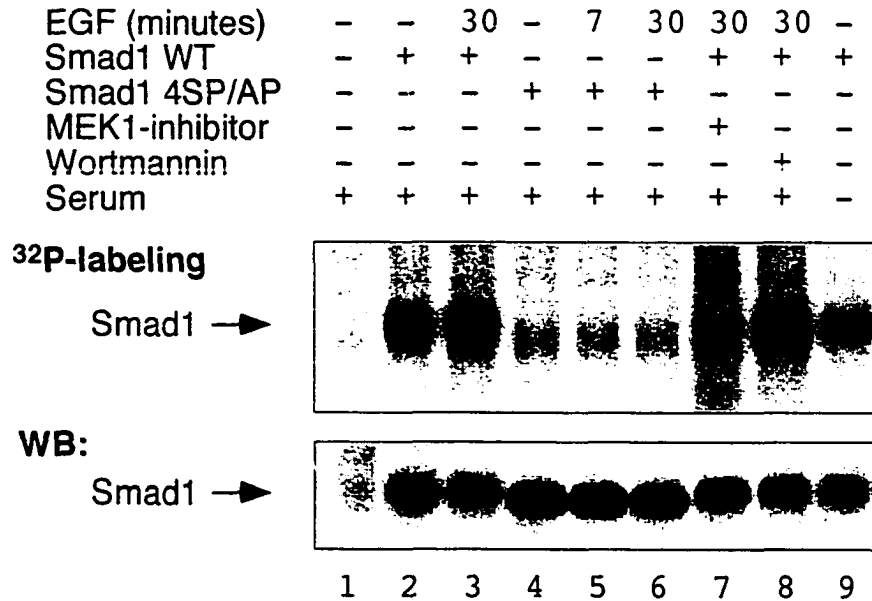 EGF (minutes) – – 30 – 7 30 30 30 –
Smad1 WT – + + – – – + + +
Smad1 4SP/AP – – – + + + – – –
MEK1-inhibitor – – – – – – + – –
Wortmannin – – – – – – – + –
Serum + + + + + + + + –
32P-labeling
Smad1
WB:
Smad1
1 2 3 4 5 6 7 8 9